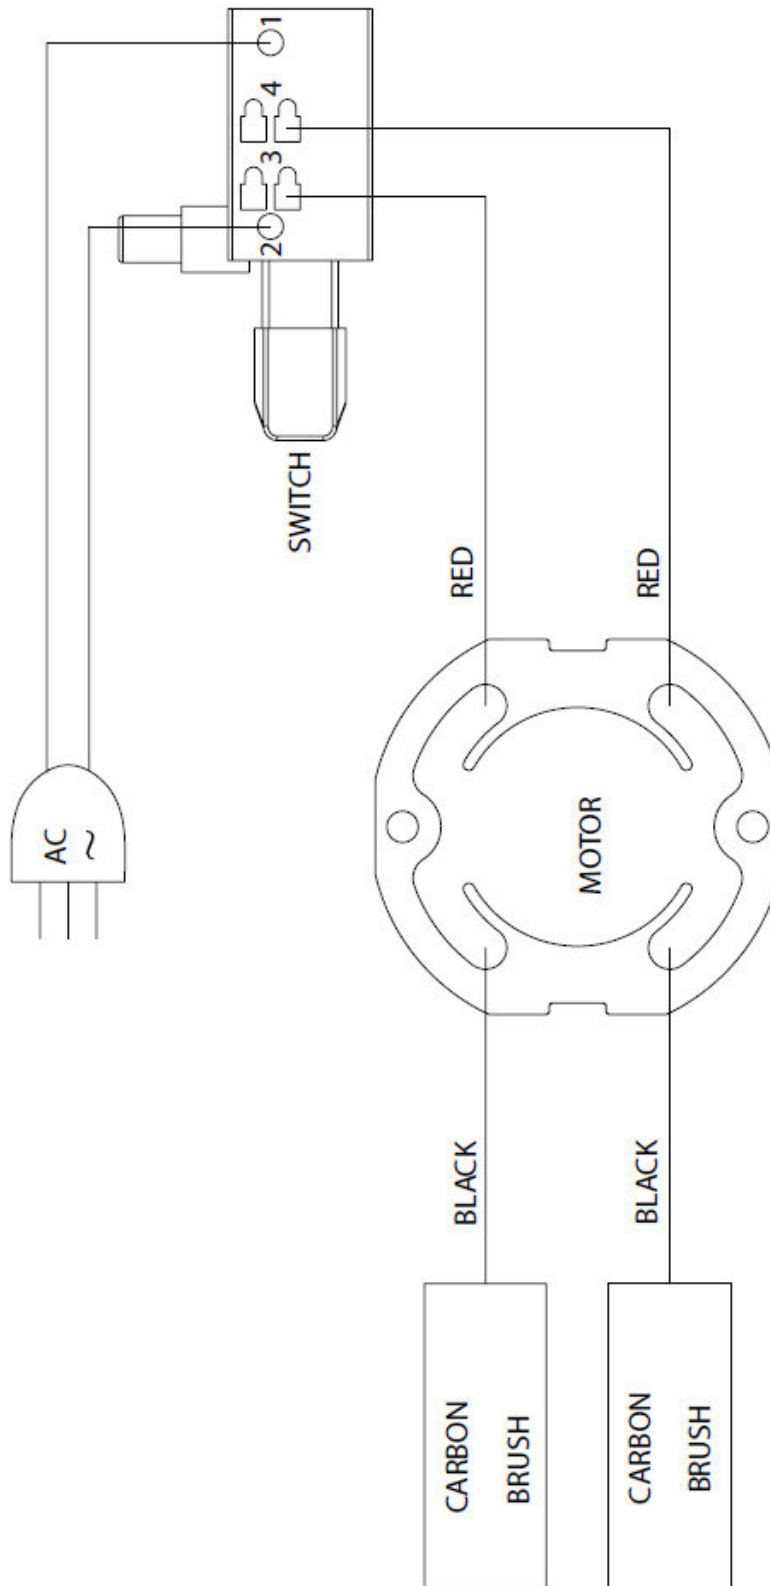 1
4
3
2
SWITCH
RED
RED
AC
~
MOTOR
BLACK
BLACK
CARBON
BRUSH
CARBON
BRUSH